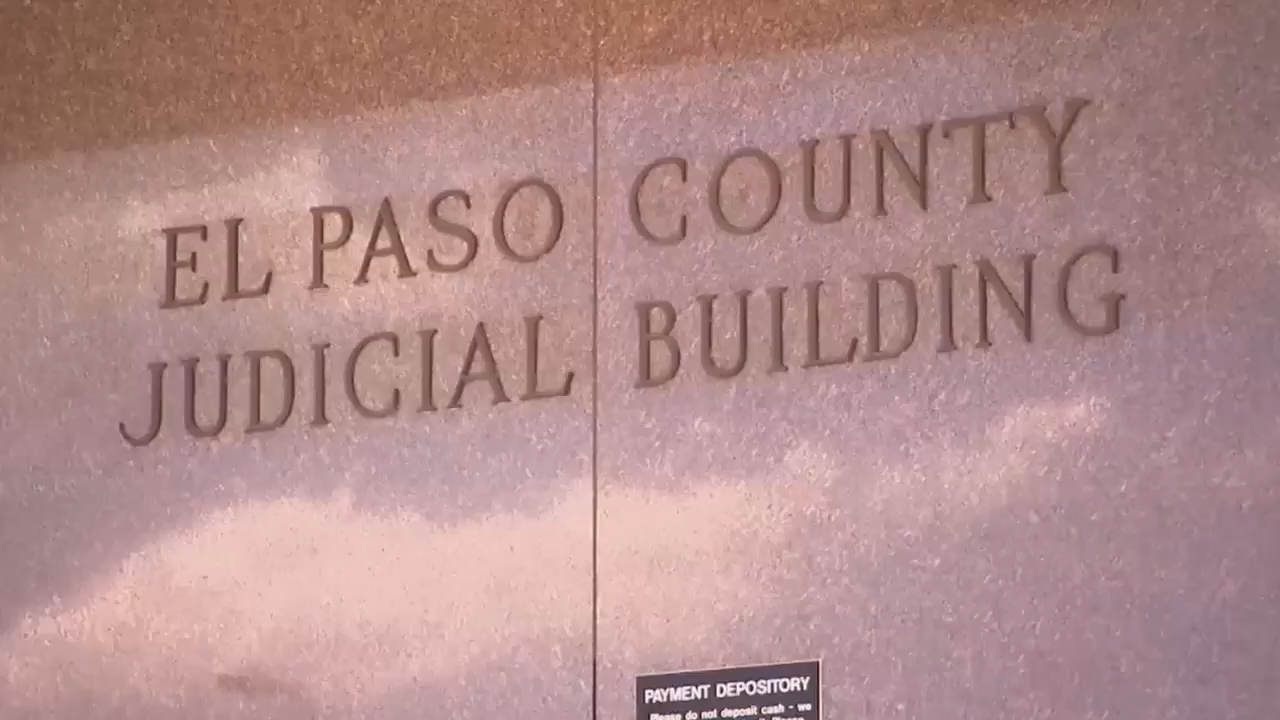 EL PASO COUNTY
JUDICIAL BUILDING
PAYMENT DEPOSITORY
Please do not deposit cash - we